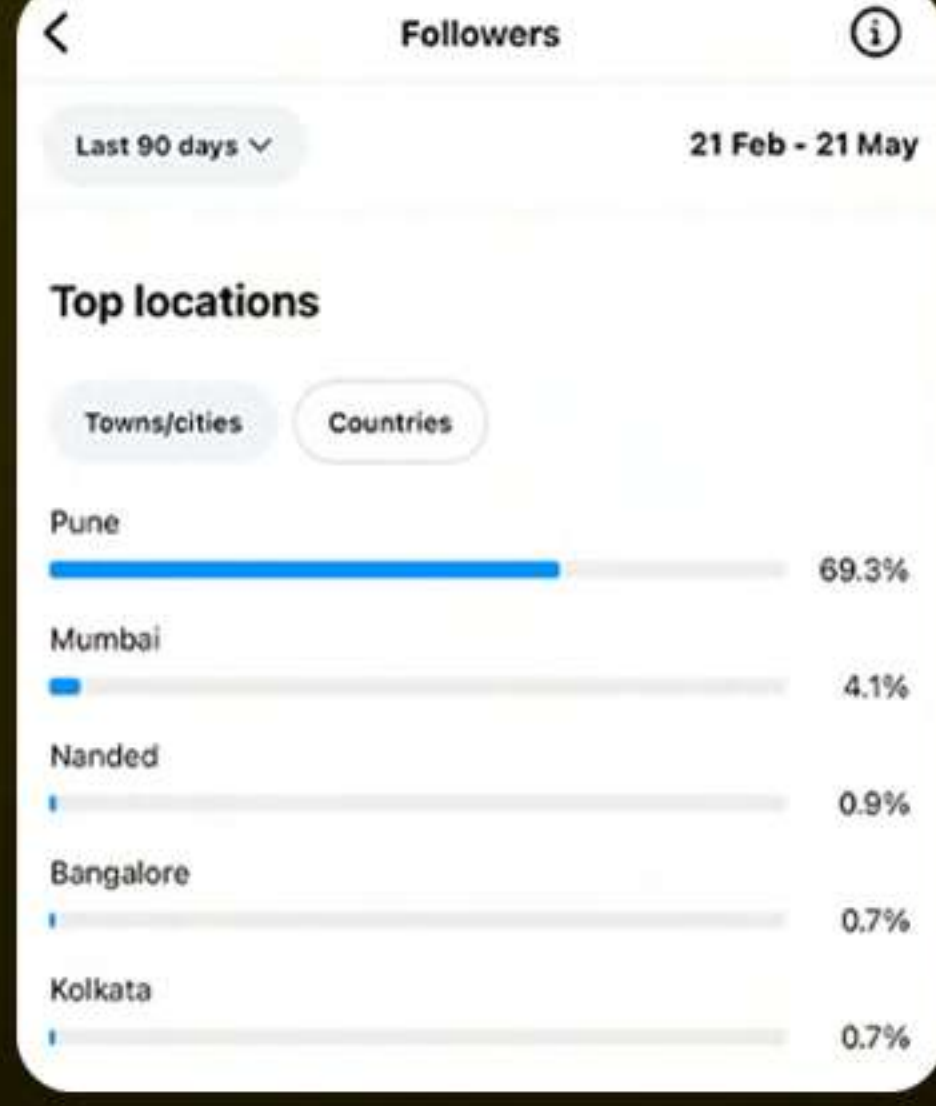 Followers
Last 90 days
21 Feb - 21 May
Top locations
Towns/cities
Countries
Pune
69.3%
Mumbai
4.1%
Nanded
0.9%
Bangalore
0.7%
Kolkata
0.7%